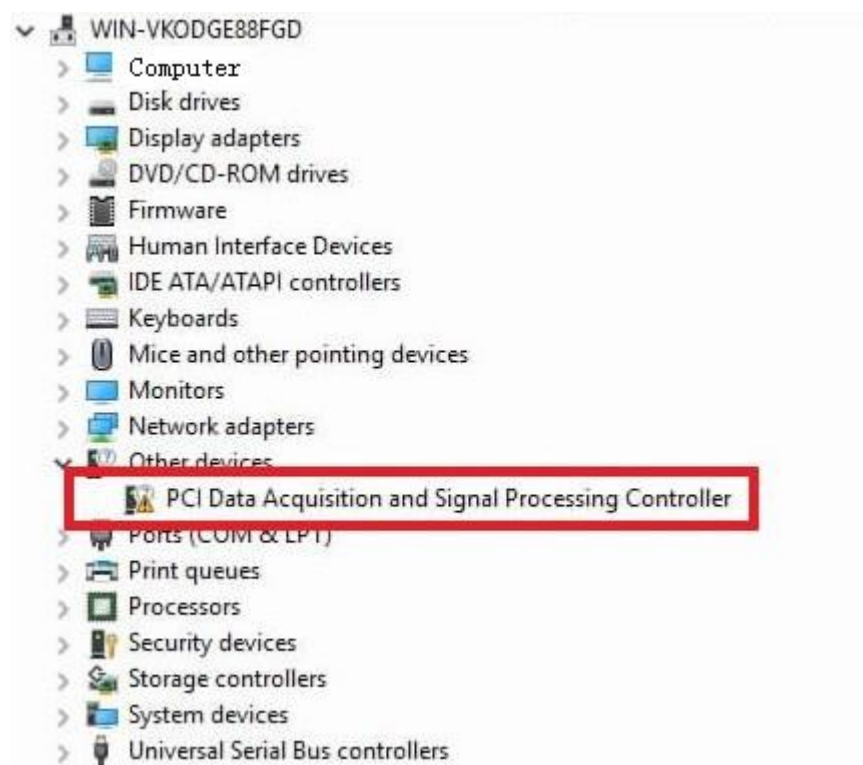 WIN-VKODGE88FGD
Computer
Disk drives
Display adapters
DVD/CD-ROM drives
Firmware
Human Interface Devices
IDE ATA/ATAPI controllers
Keyboards
Mice and other pointing devices
Monitors
Network adapters
Other devices
PCI Data Acquisition and Signal Processing Controller
Ports (COM & LPT)
Print queues
Processors
Security devices
Storage controllers
System devices
Universal Serial Bus controllers